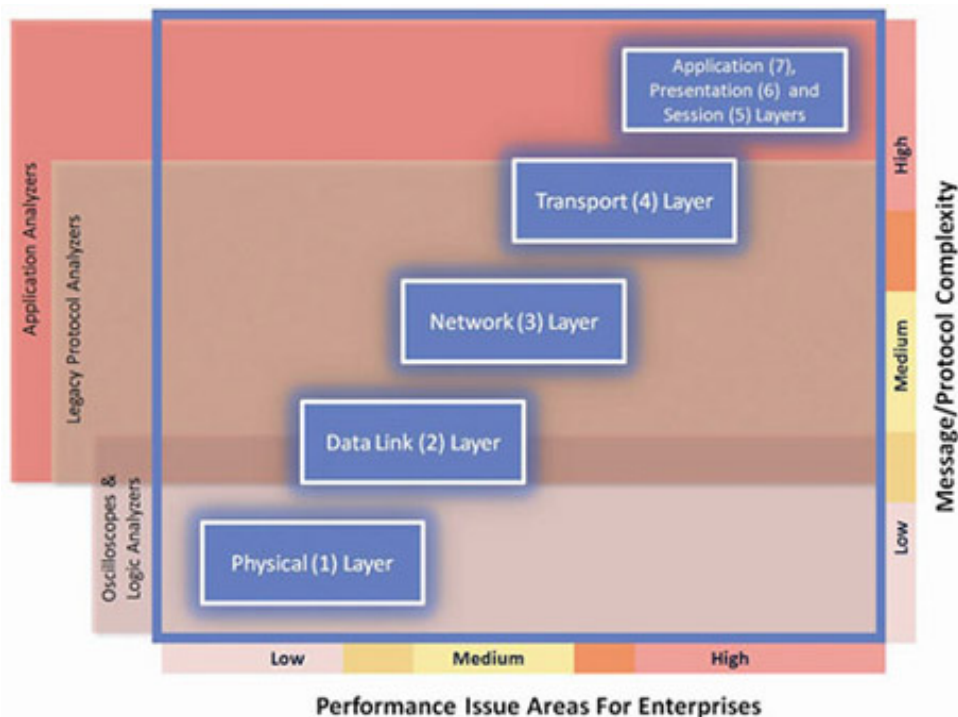 Application (7),
Presentation (6) and
Session (5) Layers
Transport (4) Layer
Network (3) Layer
Data Link (2) Layer
Physical (1) Layer
Application Analyzers
Legacy Protocol Analyzers
Oscilloscopes &
Logic Analyzers
High
Medium
Low
Message/Protocol Complexity
Low
Medium
High
Performance Issue Areas For Enterprises